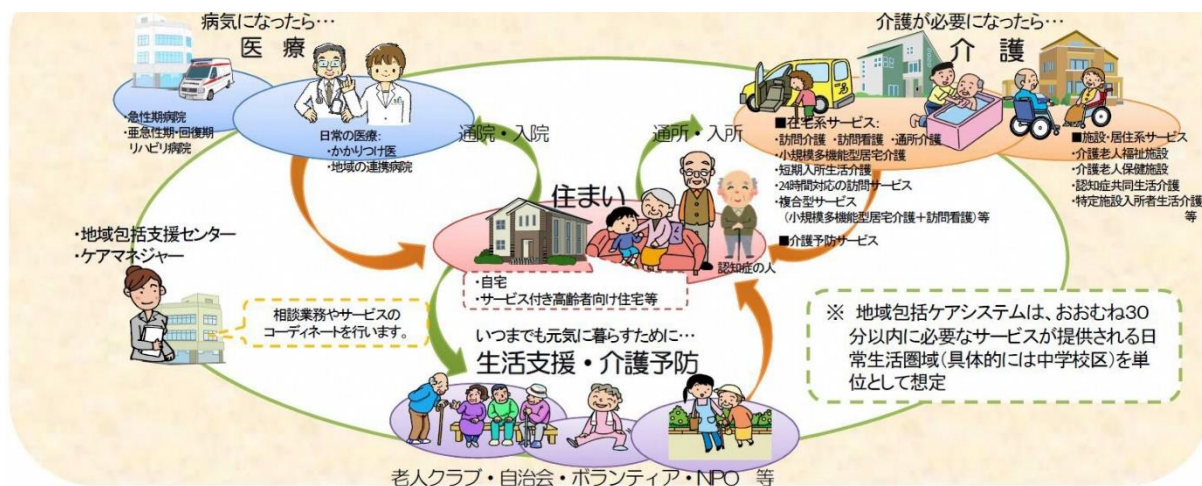 病気になったら…
医 療
・急性期病院
・亜急性期・回復期
リハビリ病院
日常の医療:
・かかりつけ医
・地域の連携病院
通院・入院
通所・入所
介護が必要になったら…
介 護
■在宅系サービス:
・訪問介護 ・訪問看護 ・通所介護
・小規模多機能型居宅介護
・短期入所生活介護
・24時間対応の訪問サービス
・複合型サービス
(小規模多機能型居宅介護+訪問看護)等
■介護予防サービス
■施設・居住系サービス
・介護老人福祉施設
・介護老人保健施設
・認知症共同生活介護
・特定施設入所者生活介護
等
住まい
認知症の人
・自宅
・サービス付き高齢者向け住宅等
・地域包括支援センター
・ケアマネジャー
相談業務やサービスの
コーディネートを行います。
いつまでも元気に暮らすために…
生活支援・介護予防
老人クラブ・自治会・ボランティア・NPO 等
※ 地域包括ケアシステムは、おおむね30
分以内に必要なサービスが提供される日
常生活圏域(具体的には中学校区)を単
位として想定